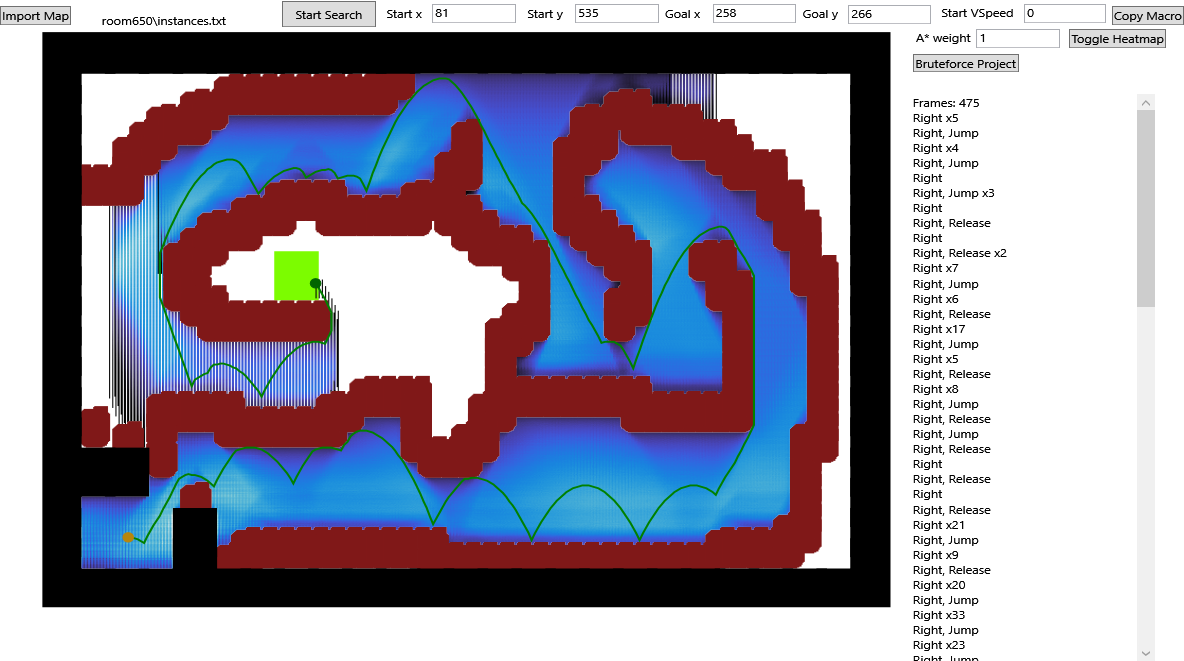 Import Map
room650\instances.txt
Start Search
Start x 81
Start y 535
Goal x 258
Goal y 266
Start VSpeed 0
Copy Macro
A* weight 1
Toggle Heatmap
Bruteforce Project
Frames: 475
Right x5
Right, Jump
Right x4
Right, Jump
Right
Right, Jump x3
Right
Right, Release
Right
Right, Release x2
Right x7
Right, Jump
Right x6
Right, Release
Right x17
Right, Jump
Right x5
Right, Release
Right x8
Right, Jump
Right, Release
Right, Jump
Right, Release
Right
Right, Release
Right
Right, Release
Right x21
Right, Jump
Right x9
Right, Release
Right x20
Right, Jump
Right x33
Right, Jump
Right x23
Right, Jump